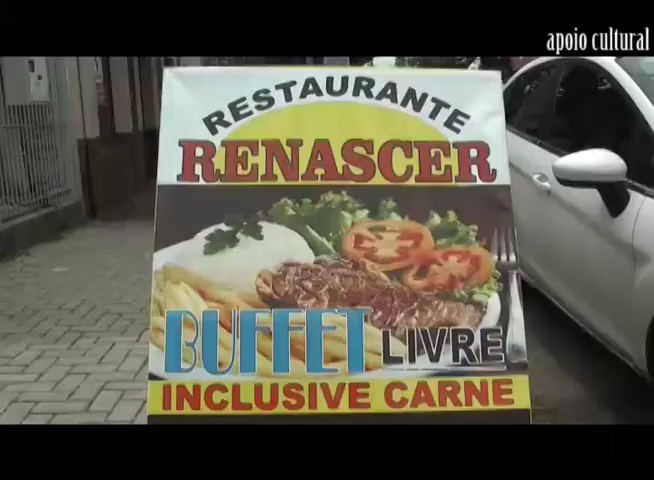 apoio cultural
RESTAURANTE
RENASCER
BUFFET LIVRE
INCLUSIVE CARNE